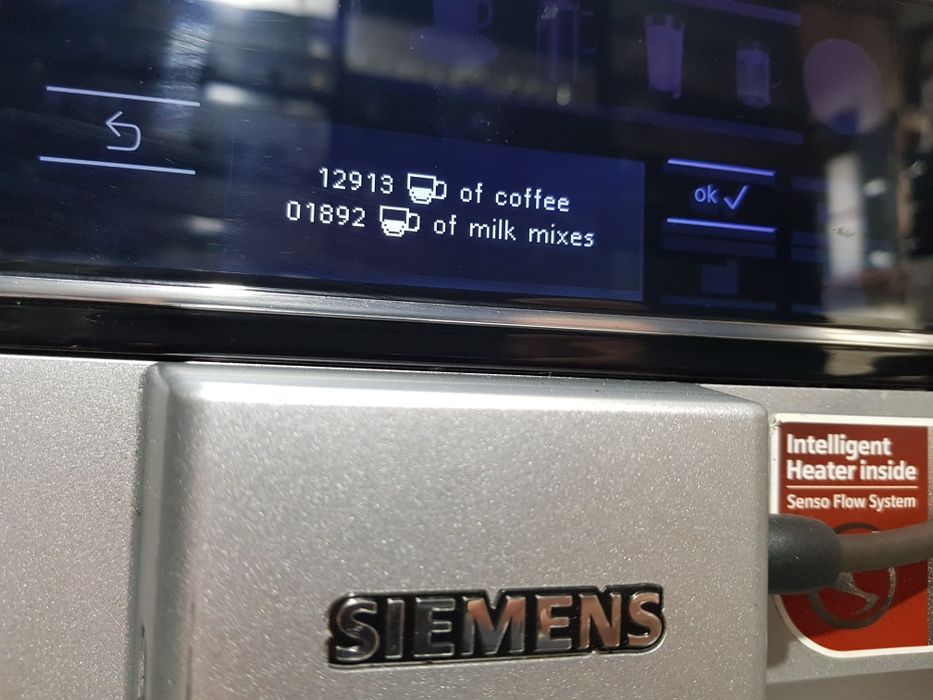 12913 of coffee
01892 of milk mixes
ok
SIEMENS
Intelligent
Heater inside
Senso Flow System